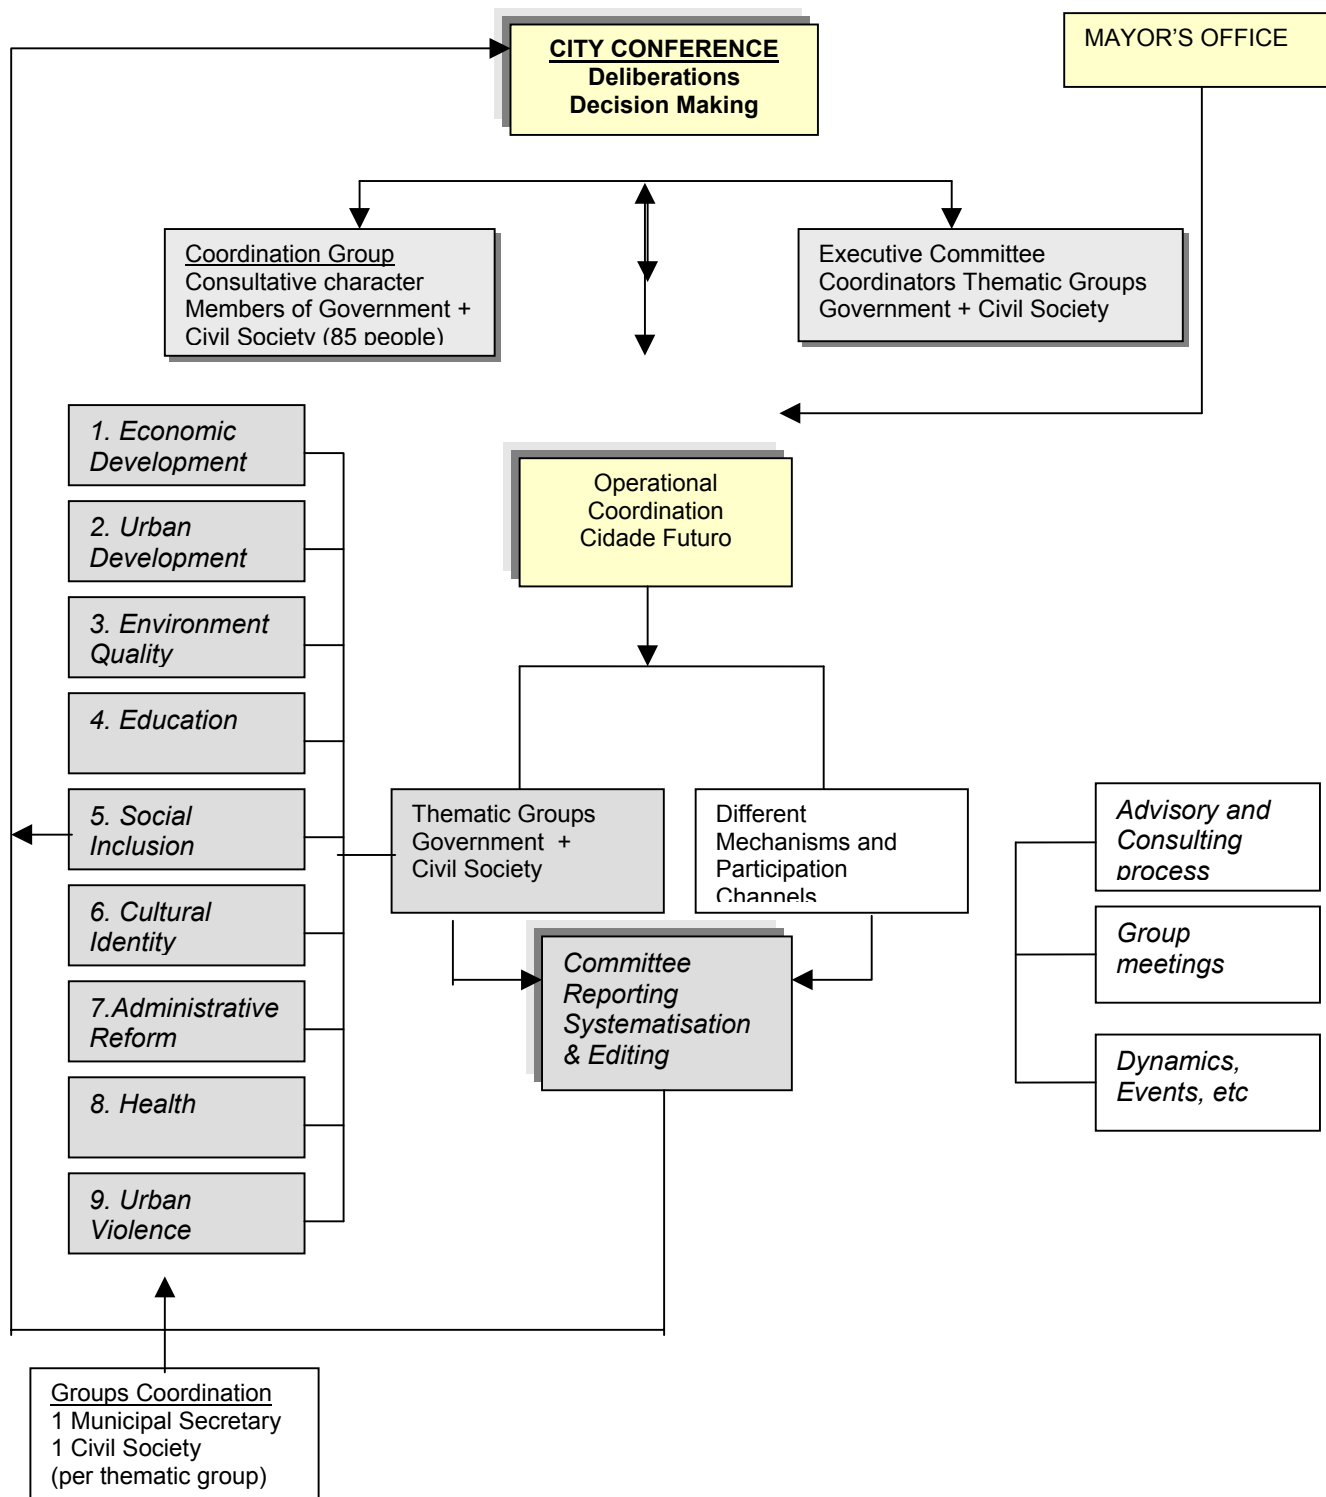 CITY CONFERENCE
Deliberations
Decision Making
MAYOR'S OFFICE
Coordination Group
Consultative character
Members of Government +
Civil Society (85 people)
Executive Committee
Coordinators Thematic Groups
Government + Civil Society
1. Economic
Development
2. Urban
Development
3. Environment
Quality
4. Education
5. Social
Inclusion
6. Cultural
Identity
7.Administrative
Reform
8. Health
9. Urban
Violence
Operational
Coordination
Cidade Futuro
Thematic Groups
Government +
Civil Society
Different
Mechanisms and
Participation
Channels
Committee
Reporting
Systematisation
& Editing
Advisory and
Consulting
process
Group
meetings
Dynamics,
Events, etc
Groups Coordination
1 Municipal Secretary
1 Civil Society
(per thematic group)